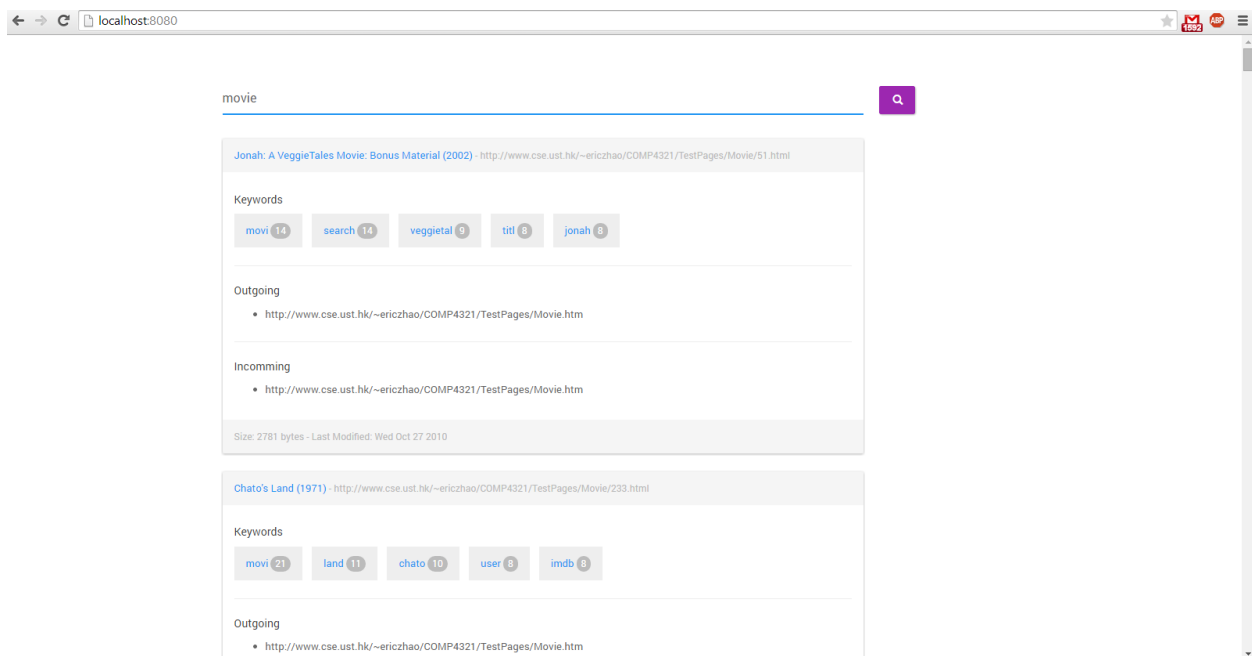 localhost:8080
1592
ABP
movie
Jonah: A VeggieTales Movie: Bonus Material (2002) - http://www.cse.ust.hk/~ericzhao/COMP4321/TestPages/Movie/51.html
Keywords
movi 14 search 14 veggietal 9 titl 8 jonah 8
Outgoing
• http://www.cse.ust.hk/~ericzhao/COMP4321/TestPages/Movie.htm
Incomming
• http://www.cse.ust.hk/~ericzhao/COMP4321/TestPages/Movie.htm
Size: 2781 bytes - Last Modified: Wed Oct 27 2010
Chato's Land (1971) - http://www.cse.ust.hk/~ericzhao/COMP4321/TestPages/Movie/233.html
Keywords
movi 21 land 11 chato 10 user 8 imdb 8
Outgoing
• http://www.cse.ust.hk/~ericzhao/COMP4321/TestPages/Movie.htm